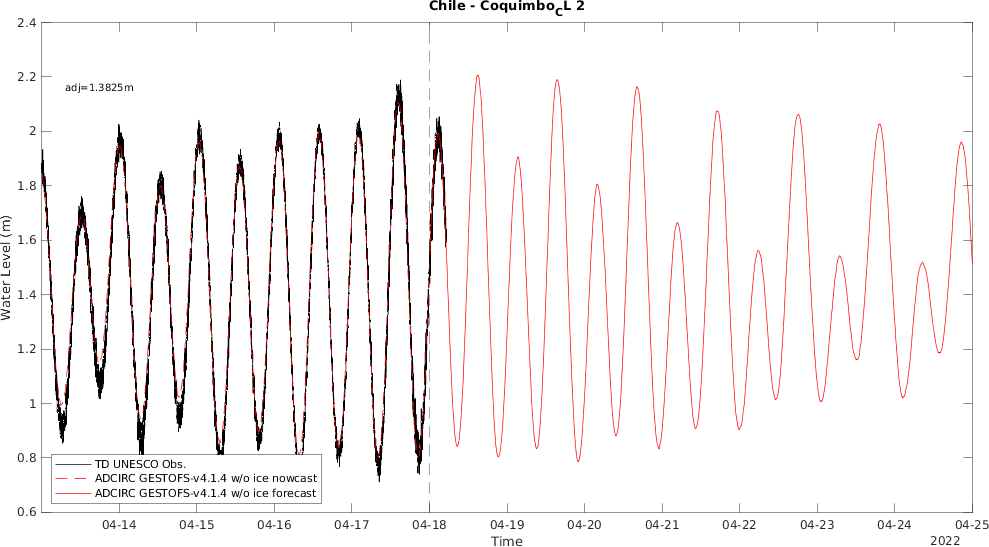 Chile - Coquimbo_CL 2
2.4
2.2
2
1.8
1.6
1.4
1.2
1
0.8
0.6
Water Level (m)
adj=1.3825m
TD UNESCO Obs.
ADCIRC GESTOFS-v4.1.4 w/o ice nowcast
ADCIRC GESTOFS-v4.1.4 w/o ice forecast
04-14 04-15 04-16 04-17 04-18 04-19 04-20 04-21 04-22 04-23 04-24 04-25
Time
2022